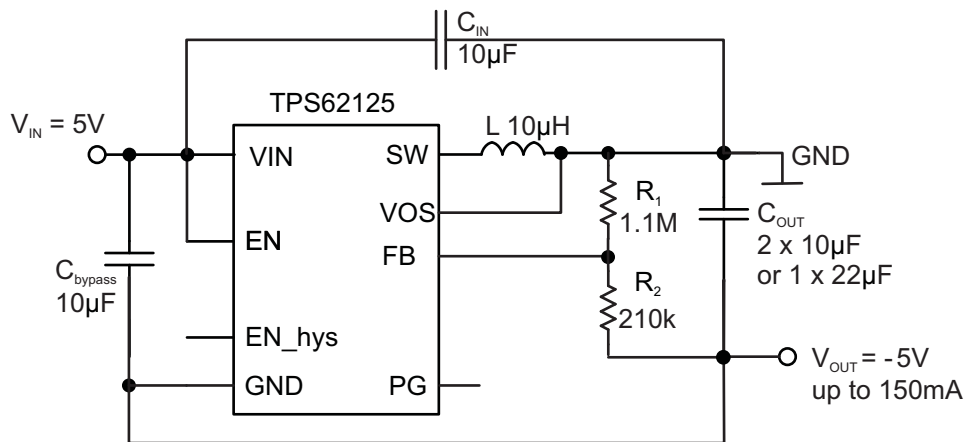 C_IN
10µF
TPS62125
V_IN = 5V
L 10µH
VIN
SW
GND
VOS
R_1
1.1M
C_OUT
2 x 10µF
or 1 x 22µF
EN
FB
C_bypass
10µF
R_2
210k
EN_hys
GND
PG
V_OUT = -5V
up to 150mA